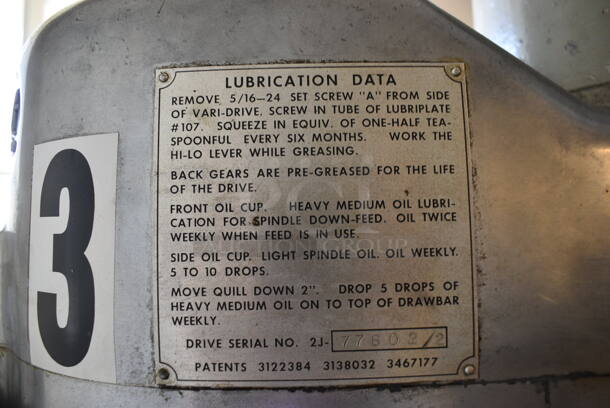 LUBRICATION DATA
REMOVE 5/16-24 SET SCREW "A" FROM SIDE
OF VARI-DRIVE, SCREW IN TUBE OF LUBRIPLATE
#107. SQUEEZE IN EQUIV. OF ONE-HALF TEA-
SPOONFUL EVERY SIX MONTHS. WORK THE
HI-LO LEVER WHILE GREASING.
BACK GEARS ARE PRE-GREASED FOR THE LIFE
OF THE DRIVE.
FRONT OIL CUP. HEAVY MEDIUM OIL LUBRI-
CATION FOR SPINDLE DOWN-FEED. OIL TWICE
WEEKLY WHEN FEED IS IN USE.
SIDE OIL CUP. LIGHT SPINDLE OIL. OIL WEEKLY.
5 TO 10 DROPS.
MOVE QUILL DOWN 2". DROP 5 DROPS OF
HEAVY MEDIUM OIL ON TO TOP OF DRAWBAR
WEEKLY.
DRIVE SERIAL NO. 2J-
PATENTS 3122384 3138032 3467177
3